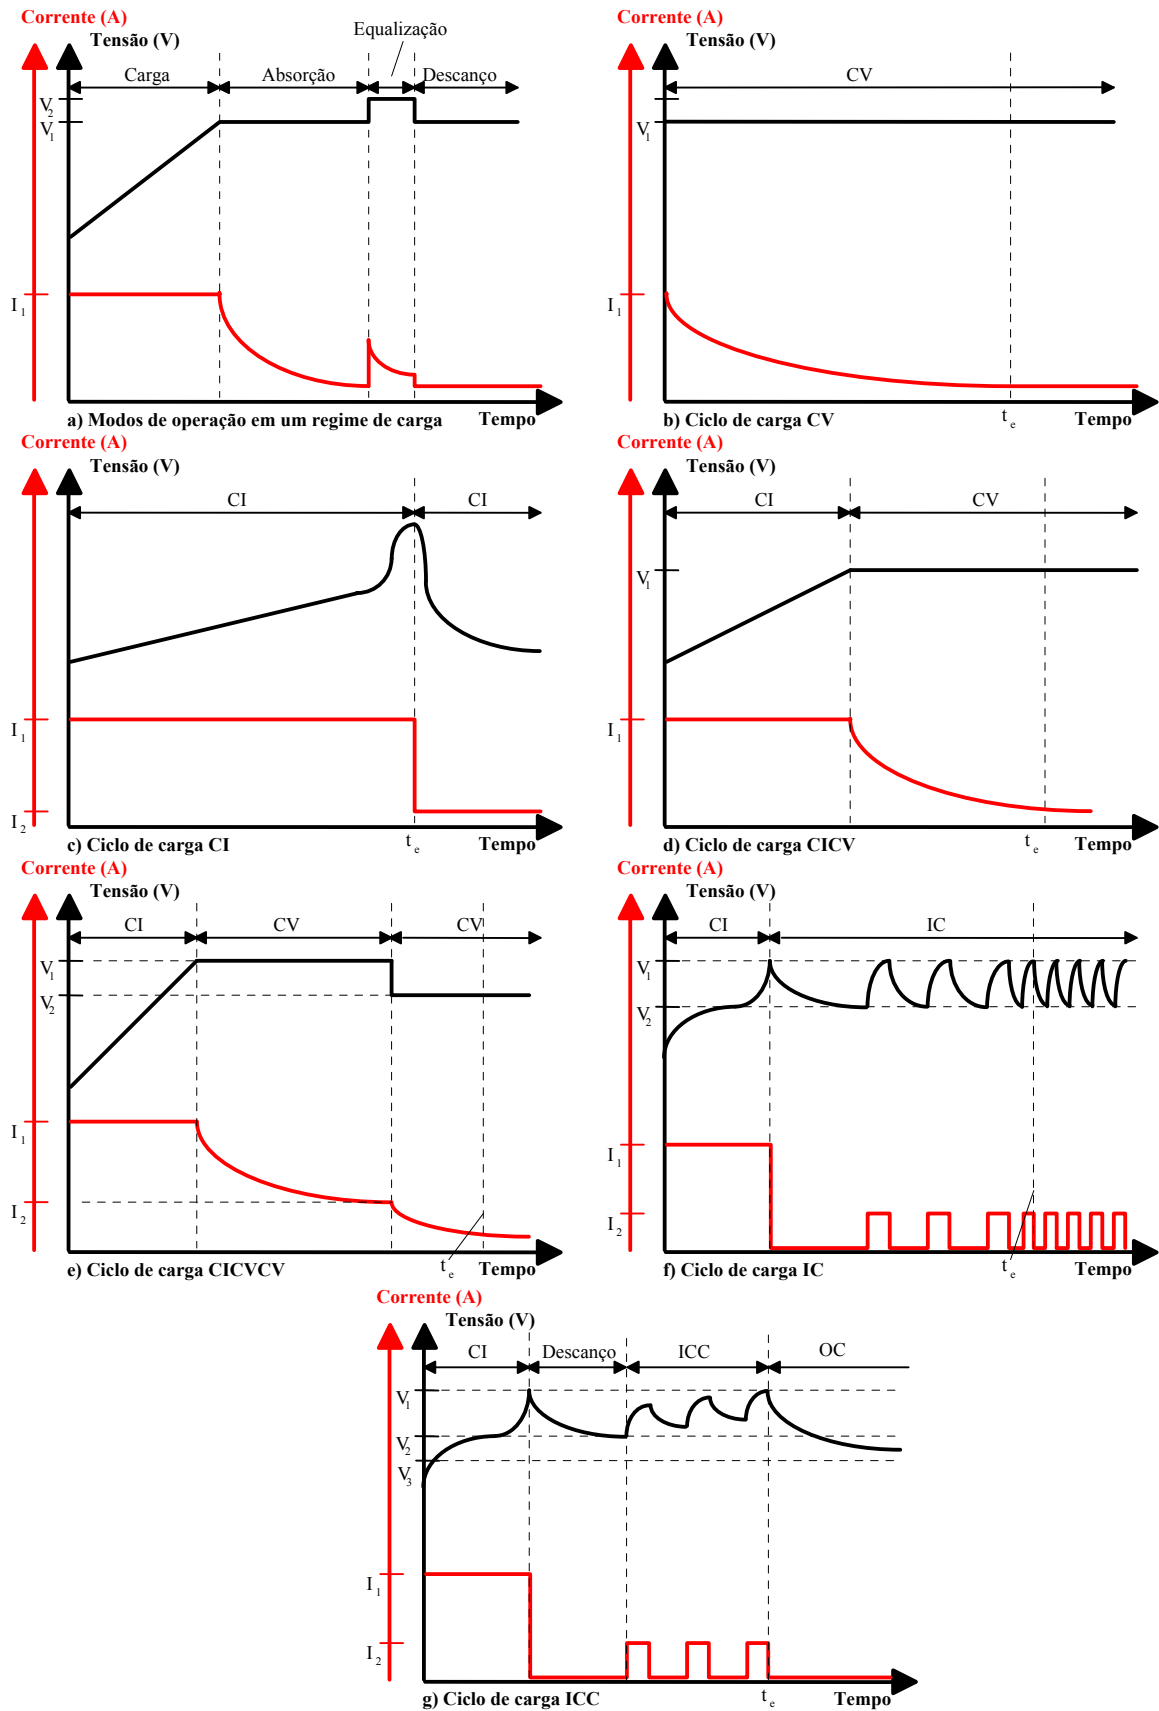 Corrente (A)
Tensão (V)
Equalização
Carga
Absorção
Descanço
V2
V1
I1
a) Modos de operação em um regime de carga
Tempo
Corrente (A)
Tensão (V)
CV
V1
I1
te
b) Ciclo de carga CV
Tempo
Corrente (A)
Tensão (V)
CI
CI
I1
I2
te
c) Ciclo de carga CI
Tempo
Corrente (A)
Tensão (V)
CI
CV
V1
I1
te
d) Ciclo de carga CICV
Tempo
Corrente (A)
Tensão (V)
CI
CV
CV
V1
V2
I1
I2
te
e) Ciclo de carga CICVCV
Tempo
Corrente (A)
Tensão (V)
CI
IC
V1
V2
I1
I2
te
f) Ciclo de carga IC
Tempo
Corrente (A)
Tensão (V)
CI
Descanço
ICC
OC
V1
V2
V3
I1
I2
te
g) Ciclo de carga ICC
Tempo